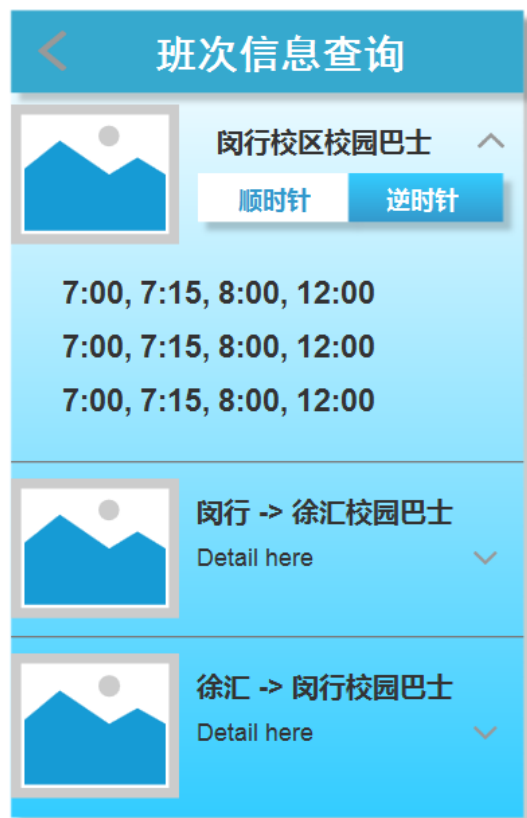 班次信息查询
闵行校区校园巴士
顺时针 逆时针
7:00, 7:15, 8:00, 12:00
7:00, 7:15, 8:00, 12:00
7:00, 7:15, 8:00, 12:00
闵行 -> 徐汇校园巴士
Detail here
徐汇 -> 闵行校园巴士
Detail here